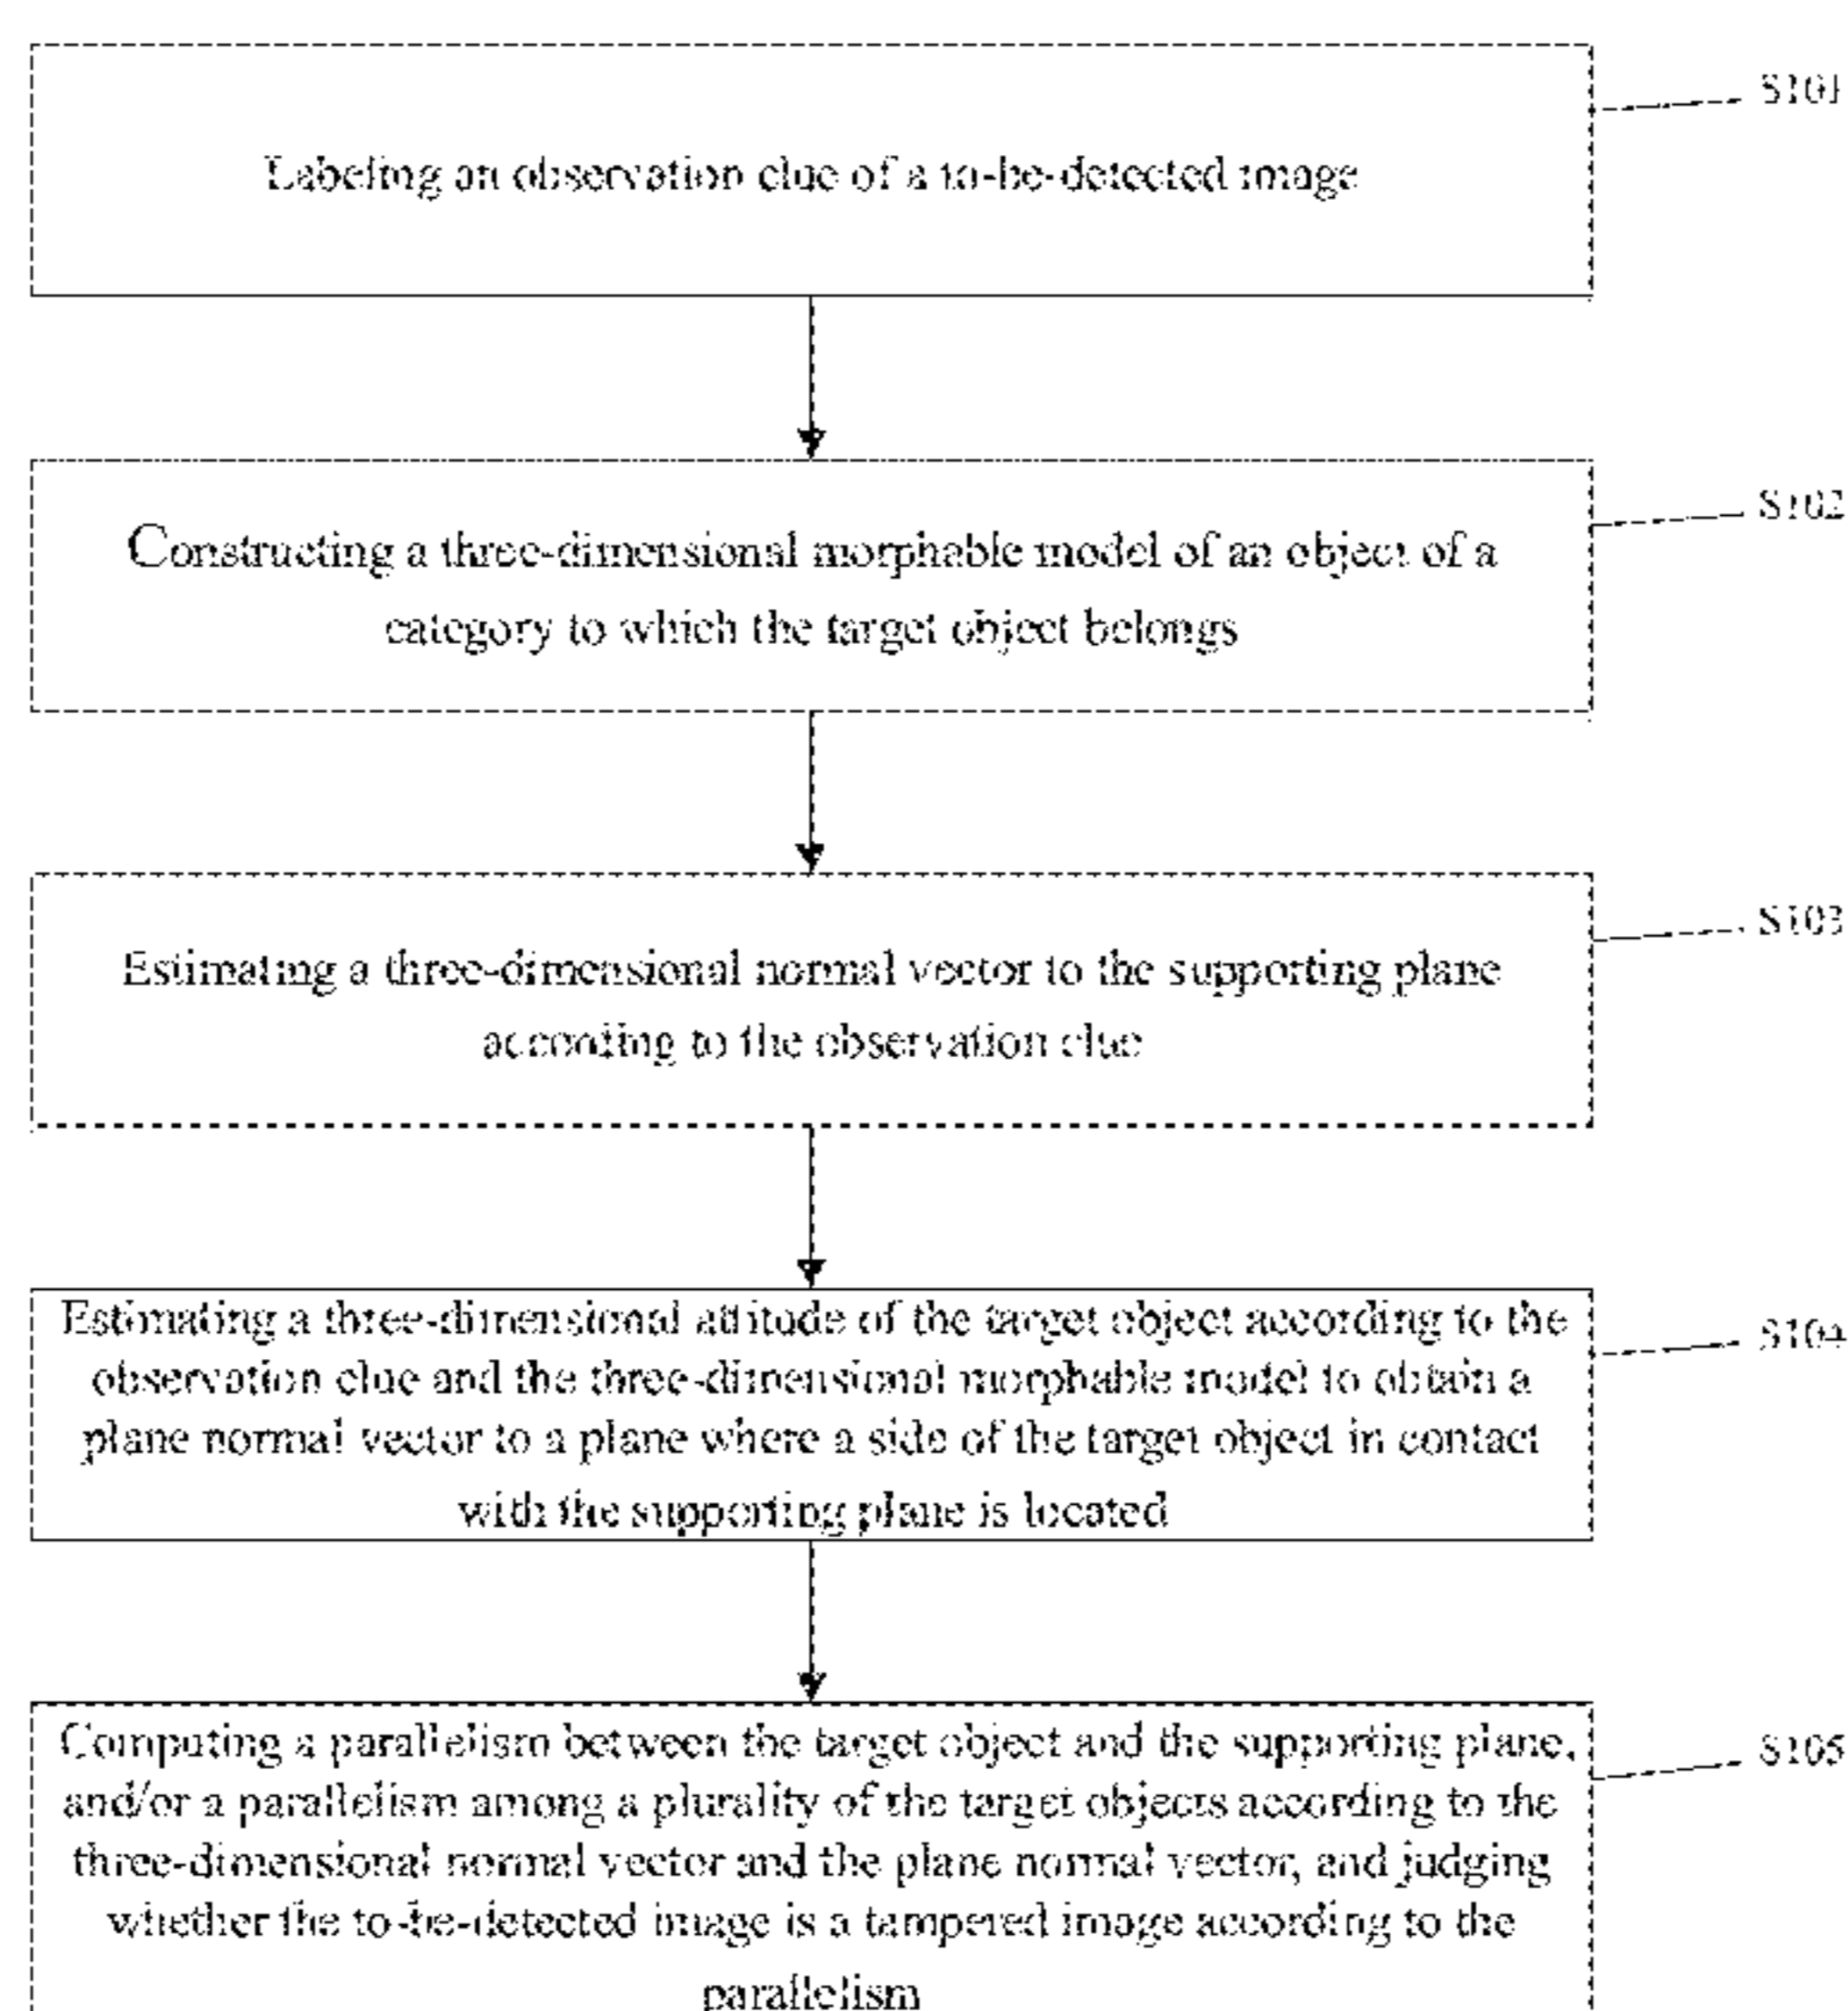 S101
Labeling an observation clue of a to-be-detected image
S102
Constructing a three-dimensional morphable model of an object of a
category to which the target object belongs
S103
Estimating a three-dimensional normal vector to the supporting plane
according to the observation clue
S104
Estimating a three-dimensional attitude of the target object according to the
observation clue and the three-dimensional morphable model to obtain a
plane normal vector to a plane where a side of the target object in contact
with the supporting plane is located
S105
Computing a parallelism between the target object and the supporting plane,
and/or a parallelism among a plurality of the target objects according to the
three-dimensional normal vector and the plane normal vector, and judging
whether the to-be-detected image is a tampered image according to the
parallelism